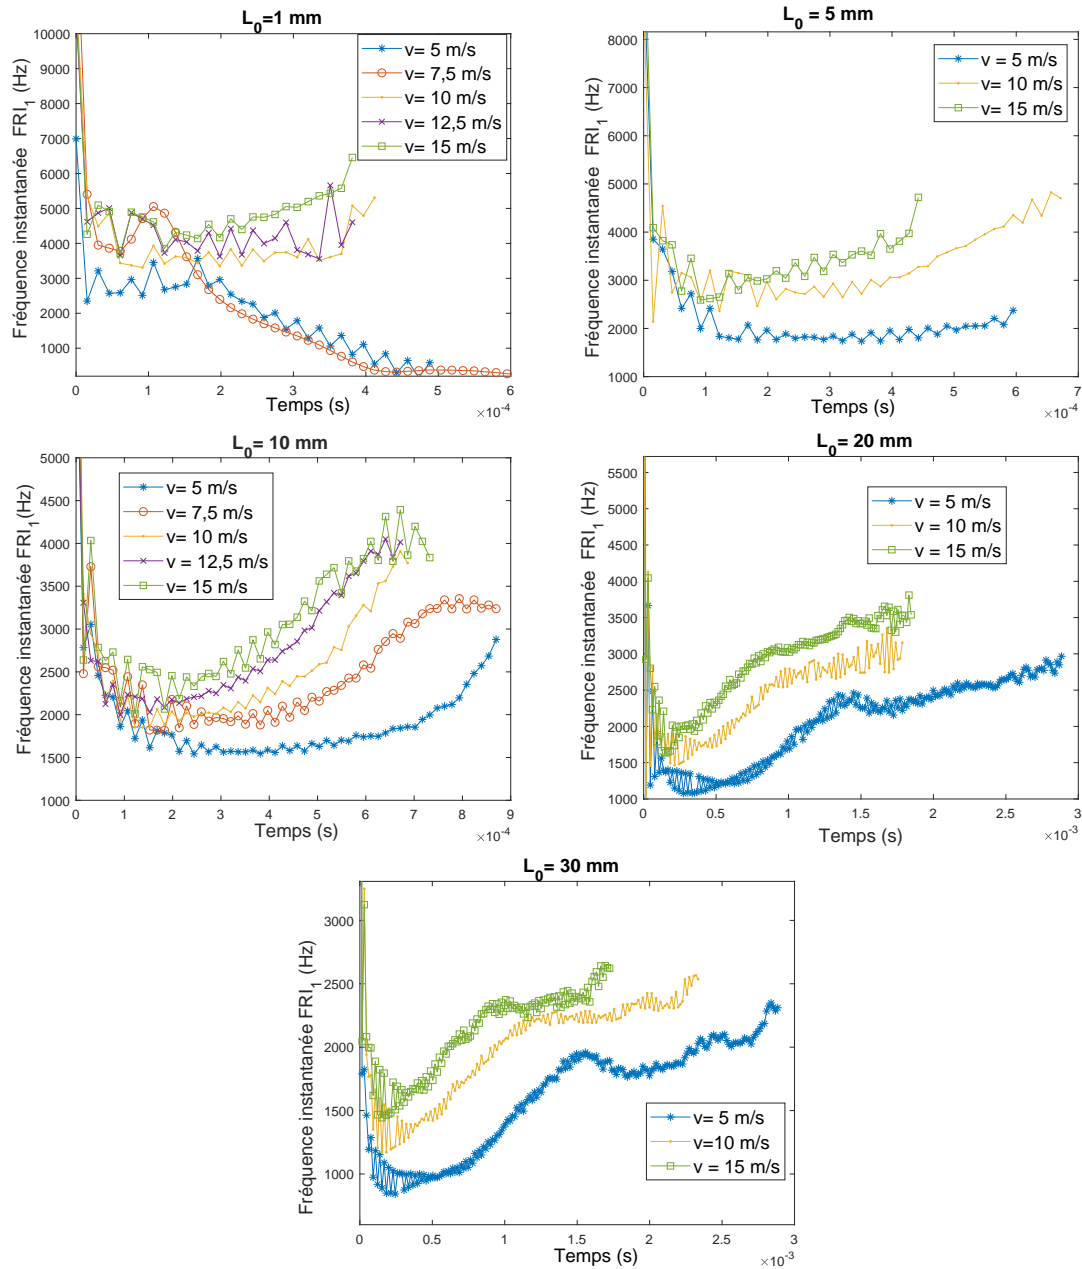 L0=1 mm
Fréquence instantanée FRI1 (Hz)
10000
9000
8000
7000
6000
5000
4000
3000
2000
1000
v= 5 m/s
v= 7,5 m/s
v= 10 m/s
v= 12,5 m/s
v= 15 m/s
0 1 2 3 4 5 6
Temps (s)
×10-4
L0 = 5 mm
Fréquence instantanée FRI1 (Hz)
8000
7000
6000
5000
4000
3000
2000
1000
v = 5 m/s
v = 10 m/s
v = 15 m/s
0 1 2 3 4 5 6 7
Temps (s)
×10-4
L0= 10 mm
Fréquence instantanée FRI1(Hz)
5000
4500
4000
3500
3000
2500
2000
1500
1000
v= 5 m/s
v= 7,5 m/s
v= 10 m/s
v = 12,5 m/s
v= 15 m/s
0 1 2 3 4 5 6 7 8 9
Temps (s)
×10-4
L0= 20 mm
Fréquence instantanée FRI1 (Hz)
5500
5000
4500
4000
3500
3000
2500
2000
1500
1000
v = 5 m/s
v = 10 m/s
v = 15 m/s
0 0.5 1 1.5 2 2.5 3
Temps (s)
×10-3
L0= 30 mm
Fréquence instantanée FRI1 (Hz)
3000
2500
2000
1500
1000
v= 5 m/s
v=10 m/s
v = 15 m/s
0 0.5 1 1.5 2 2.5 3
Temps (s)
×10-3